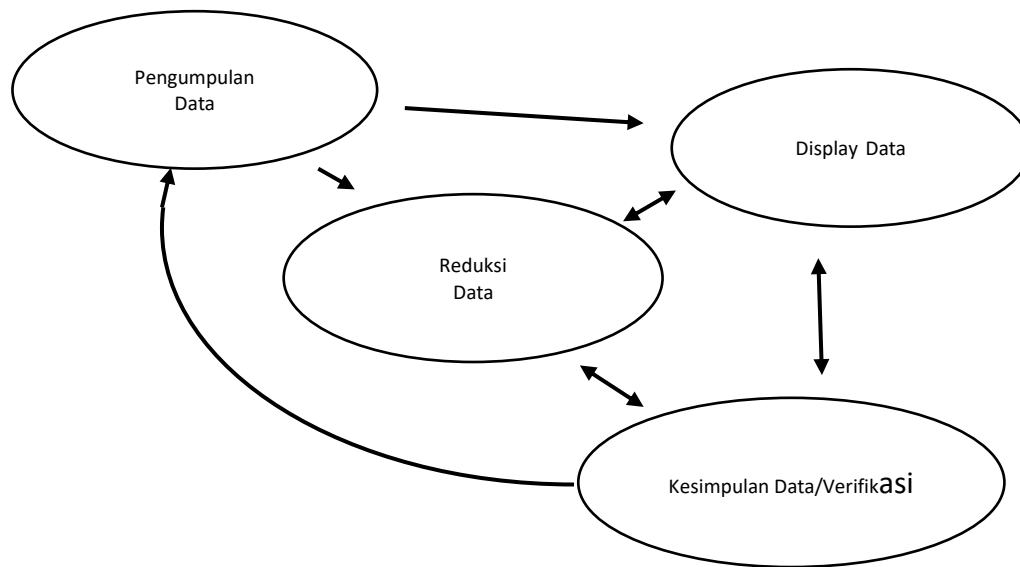 Pengumpulan
Data
Display Data
Reduksi
Data
Kesimpulan Data/Verifikasi